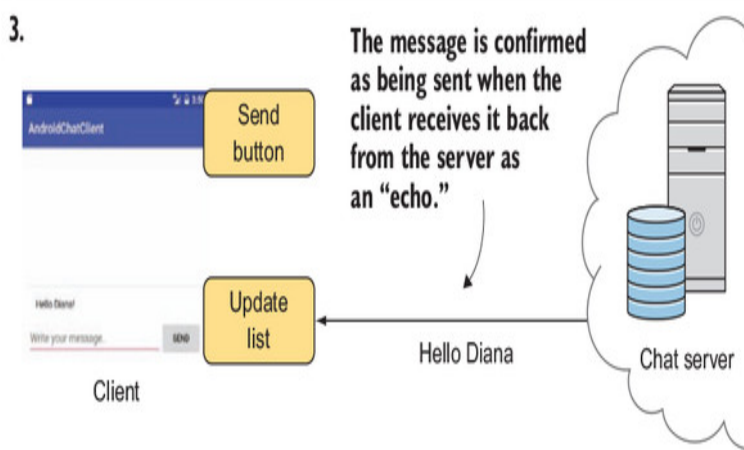 3.
The message is confirmed
as being sent when the
client receives it back
from the server as
an “echo.”
AndroidChatClient
Send
button
Hello Diana!
Write your message.
SEND
Update
list
Hello Diana
Client
Chat server